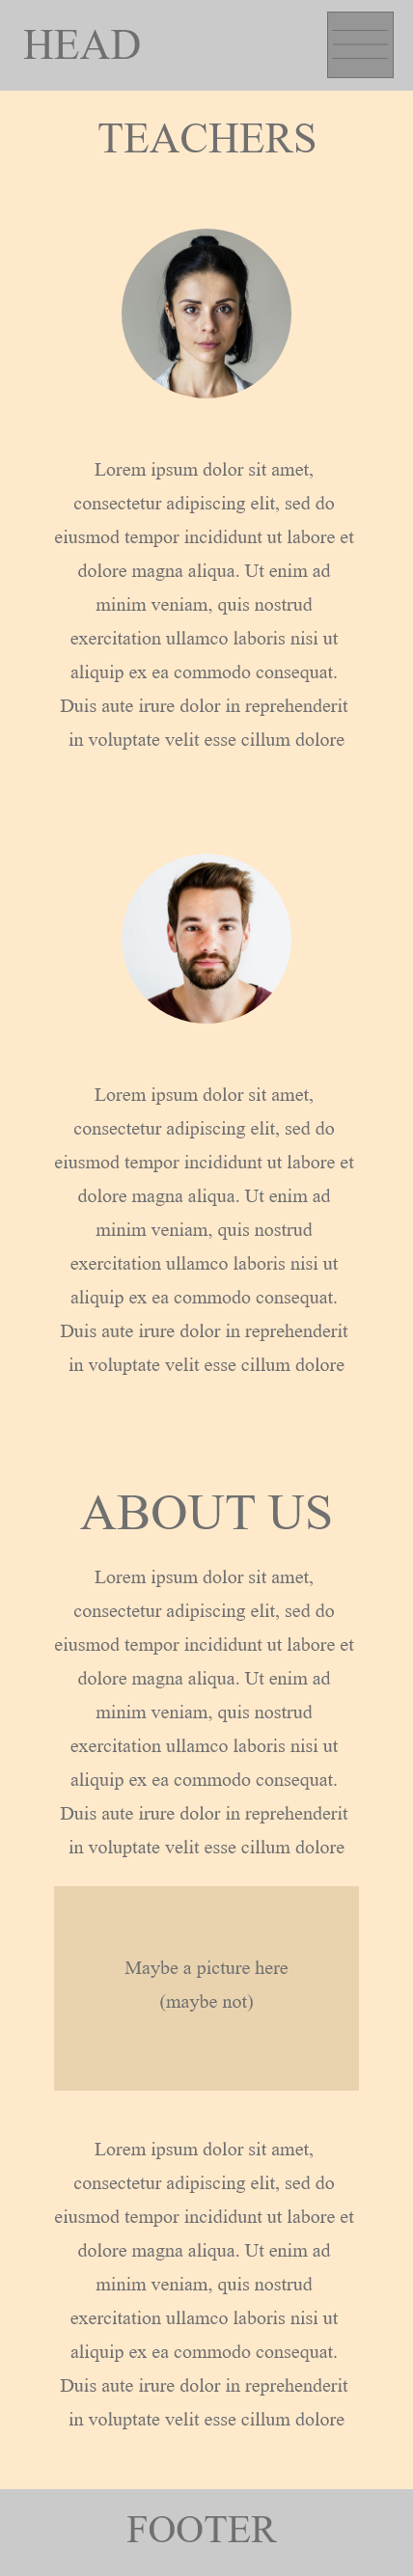 HEAD
TEACHERS
Lorem ipsum dolor sit amet,
consectetur adipiscing elit, sed do
eiusmod tempor incididunt ut labore et
dolore magna aliqua. Ut enim ad
minim veniam, quis nostrud
exercitation ullamco laboris nisi ut
aliquip ex ea commodo consequat.
Duis aute irure dolor in reprehenderit
in voluptate velit esse cillum dolore
Lorem ipsum dolor sit amet,
consectetur adipiscing elit, sed do
eiusmod tempor incididunt ut labore et
dolore magna aliqua. Ut enim ad
minim veniam, quis nostrud
exercitation ullamco laboris nisi ut
aliquip ex ea commodo consequat.
Duis aute irure dolor in reprehenderit
in voluptate velit esse cillum dolore
ABOUT US
Lorem ipsum dolor sit amet,
consectetur adipiscing elit, sed do
eiusmod tempor incididunt ut labore et
dolore magna aliqua. Ut enim ad
minim veniam, quis nostrud
exercitation ullamco laboris nisi ut
aliquip ex ea commodo consequat.
Duis aute irure dolor in reprehenderit
in voluptate velit esse cillum dolore
Maybe a picture here
(maybe not)
Lorem ipsum dolor sit amet,
consectetur adipiscing elit, sed do
eiusmod tempor incididunt ut labore et
dolore magna aliqua. Ut enim ad
minim veniam, quis nostrud
exercitation ullamco laboris nisi ut
aliquip ex ea commodo consequat.
Duis aute irure dolor in reprehenderit
in voluptate velit esse cillum dolore
FOOTER